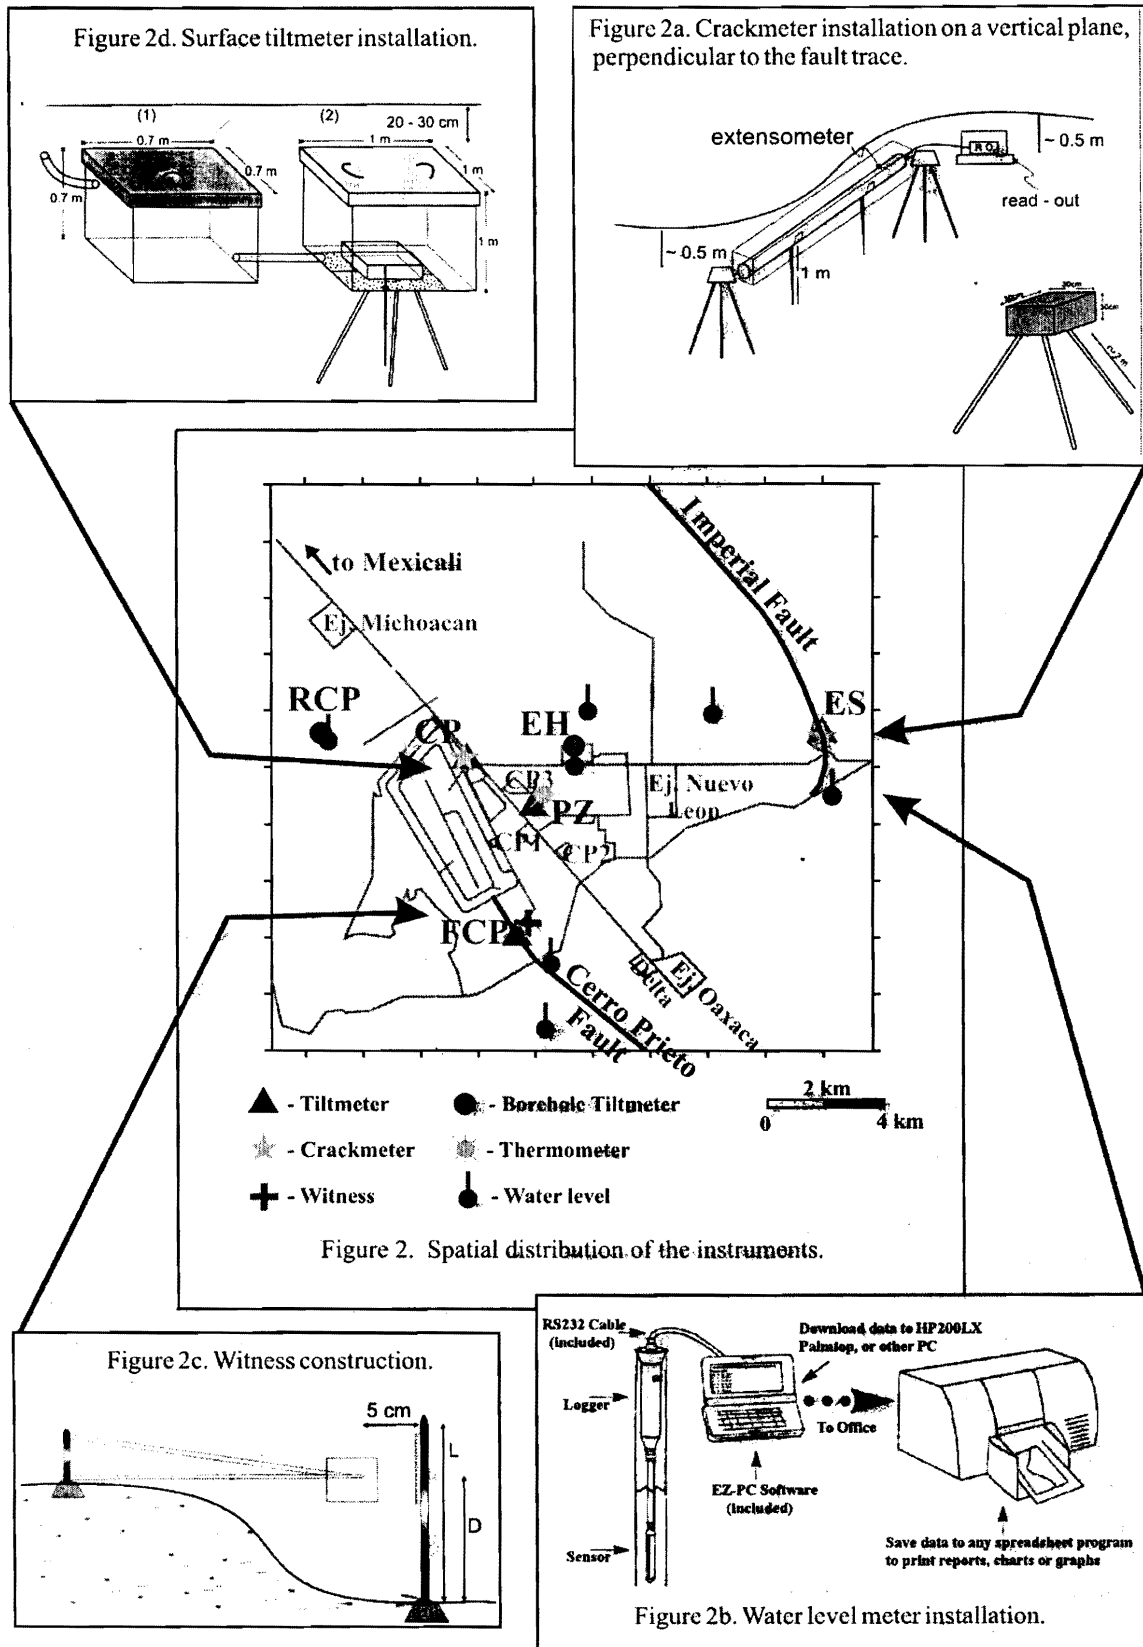 Figure 2d. Surface tiltmeter installation.
(1)
(2)
20 - 30 cm
0.7 m
1 m
0.7 m
1 m
0.7 m
1 m
Figure 2a. Crackmeter installation on a vertical plane,
perpendicular to the fault trace.
extensometer
R O
~ 0.5 m
read - out
~ 0.5 m
1 m
30cm
Imperial Fault
to Mexicali
Ej. Michoacan
RCP
CP
EH
ES
CP3
PZ
Ej. Nuevo
Leon
CP1
CP2
FCP
Cerro Prieto
Fault
Delta
Ej. Oaxaca
- Tiltmeter
- Borehole Tiltmeter
- Crackmeter
- Thermometer
- Witness
- Water level
2 km
0
4 km
Figure 2. Spatial distribution of the instruments.
Figure 2c. Witness construction.
5 cm
L
D
RS232 Cable
(included)
Logger
Sensor
Download data to HP200LX
Palmtop, or other PC
To Office
EZ-PC Software
(included)
Save data to any spreadsheet program
to print reports, charts or graphs
Figure 2b. Water level meter installation.